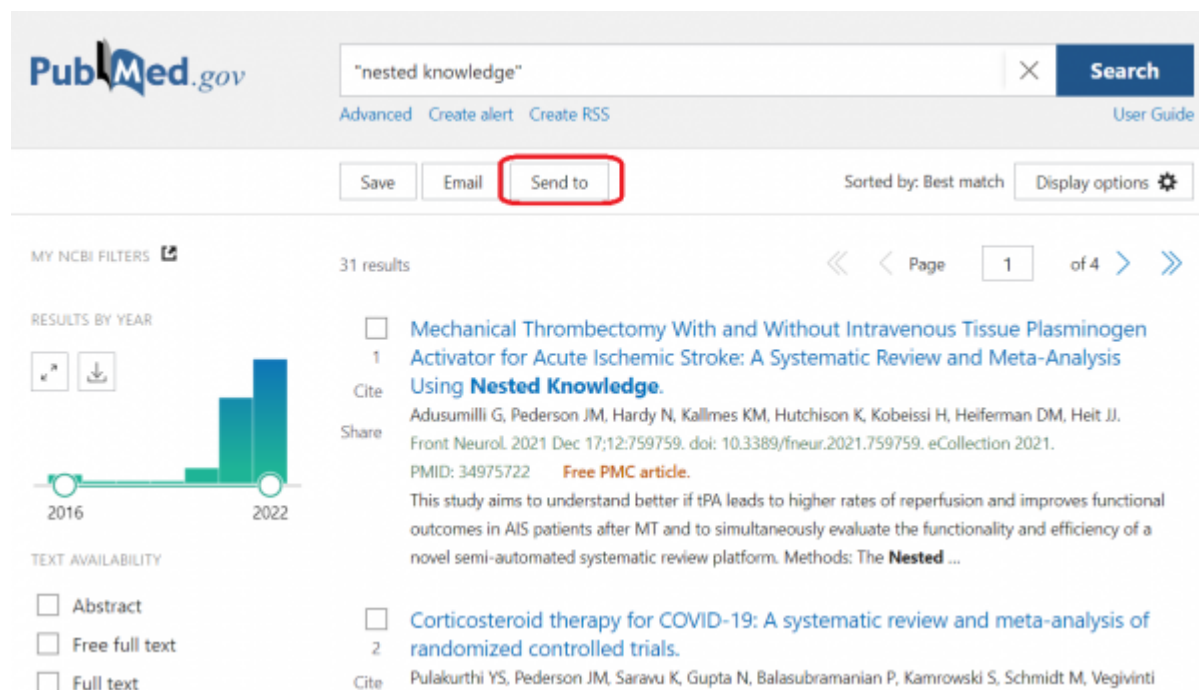 PubMed.gov
"nested knowledge"
Search
Advanced Create alert Create RSS
User Guide
Save Email Send to
Sorted by: Best match Display options
MY NCBI FILTERS
31 results
Page 1 of 4
RESULTS BY YEAR
2016 2022
TEXT AVAILABILITY
Abstract
Free full text
Full text
1
Cite
Share
Mechanical Thrombectomy With and Without Intravenous Tissue Plasminogen
Activator for Acute Ischemic Stroke: A Systematic Review and Meta-Analysis
Using Nested Knowledge.
Adusumilli G, Pederson JM, Hardy N, Kallmes KM, Hutchison K, Kobeissi H, Heiferman DM, Heit JJ.
Front Neurol. 2021 Dec 17;12:759759. doi: 10.3389/fneur.2021.759759. eCollection 2021.
PMID: 34975722 Free PMC article.
This study aims to understand better if tPA leads to higher rates of reperfusion and improves functional
outcomes in AIS patients after MT and to simultaneously evaluate the functionality and efficiency of a
novel semi-automated systematic review platform. Methods: The Nested ...
2
Cite
Corticosteroid therapy for COVID-19: A systematic review and meta-analysis of
randomized controlled trials.
Pulakurthi YS, Pederson JM, Saravu K, Gupta N, Balasubramanian P, Kamrowski S, Schmidt M, Vegivinti